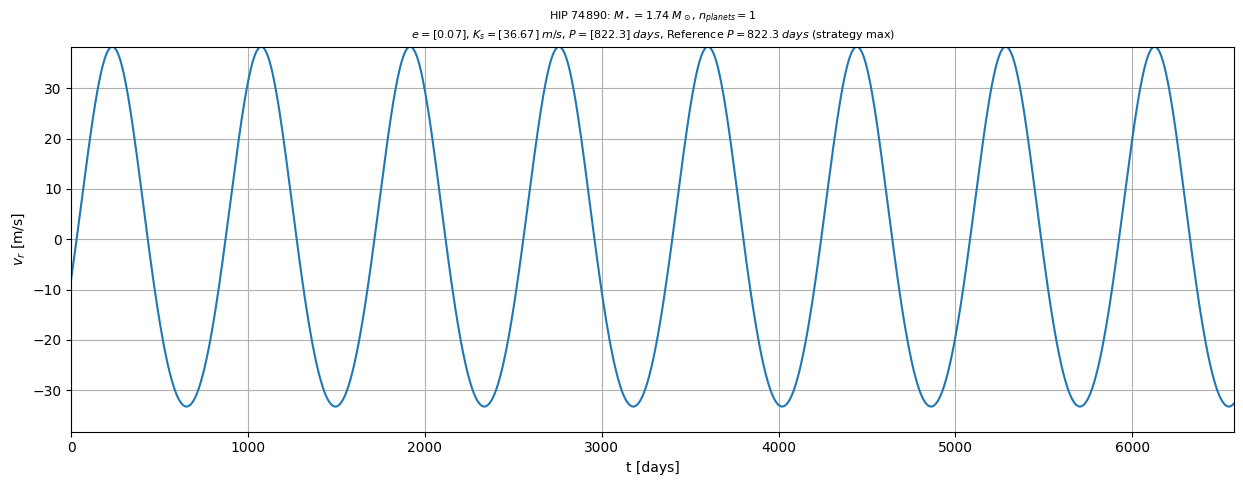 HIP 74890: M⋆ = 1.74 M⊙, nplanets = 1
e = [0.07], Ks = [36.67] m/s, P = [822.3] days, Reference P = 822.3 days (strategy max)
30
20
10
0
−10
−20
−30
vr [m/s]
0 1000 2000 3000 4000 5000 6000
t [days]